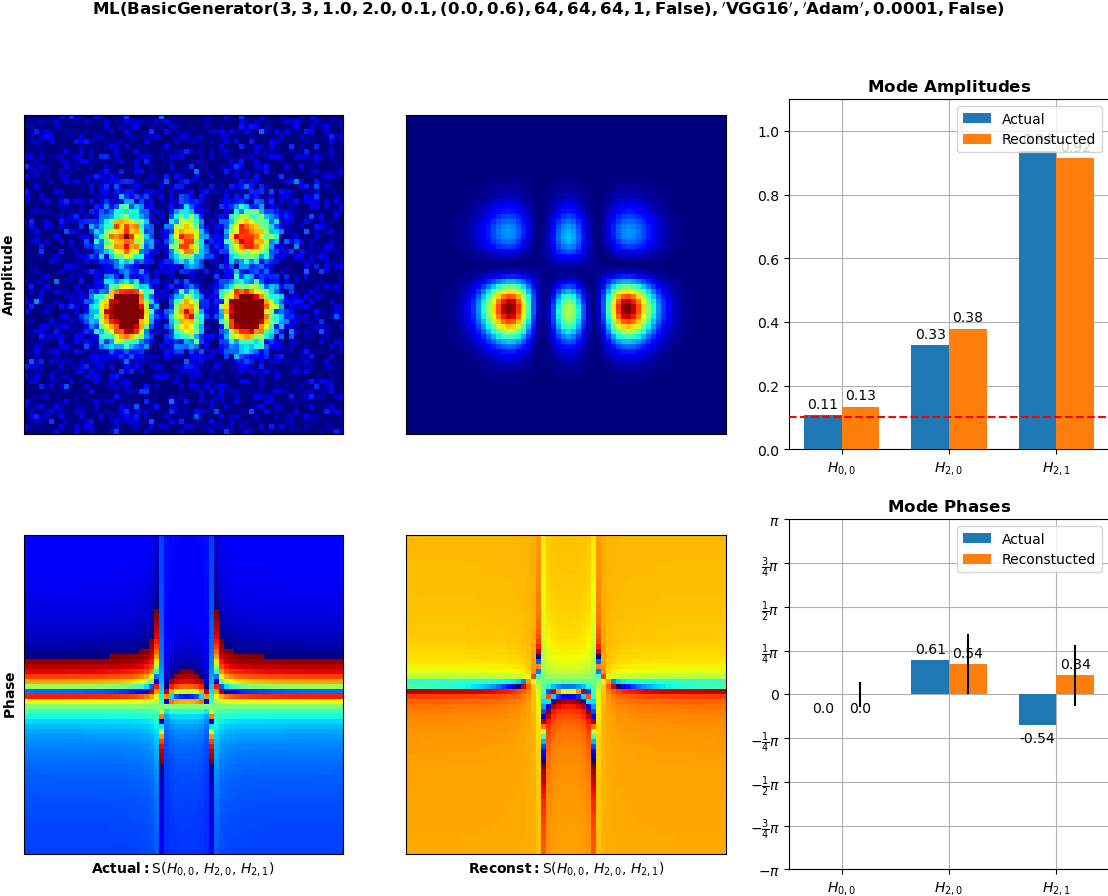 ML(BasicGenerator(3, 3, 1.0, 2.0, 0.1, (0.0, 0.6), 64, 64, 64, 1, False), ′VGG16′, ′Adam′, 0.0001, False)
Amplitude
Mode Amplitudes
Actual
Reconstucted
1.0
0.8
0.6
0.4
0.2
0.0
0.11
0.13
0.33
0.38
0.92
H0,0
H2,0
H2,1
Phase
Actual: S(H0,0, H2,0, H2,1)
Reconst: S(H0,0, H2,0, H2,1)
Mode Phases
Actual
Reconstucted
π
3/4π
1/2π
1/4π
0
−1/4π
−1/2π
−3/4π
−π
0.0
0.0
0.61
0.54
-0.54
0.34
H0,0
H2,0
H2,1